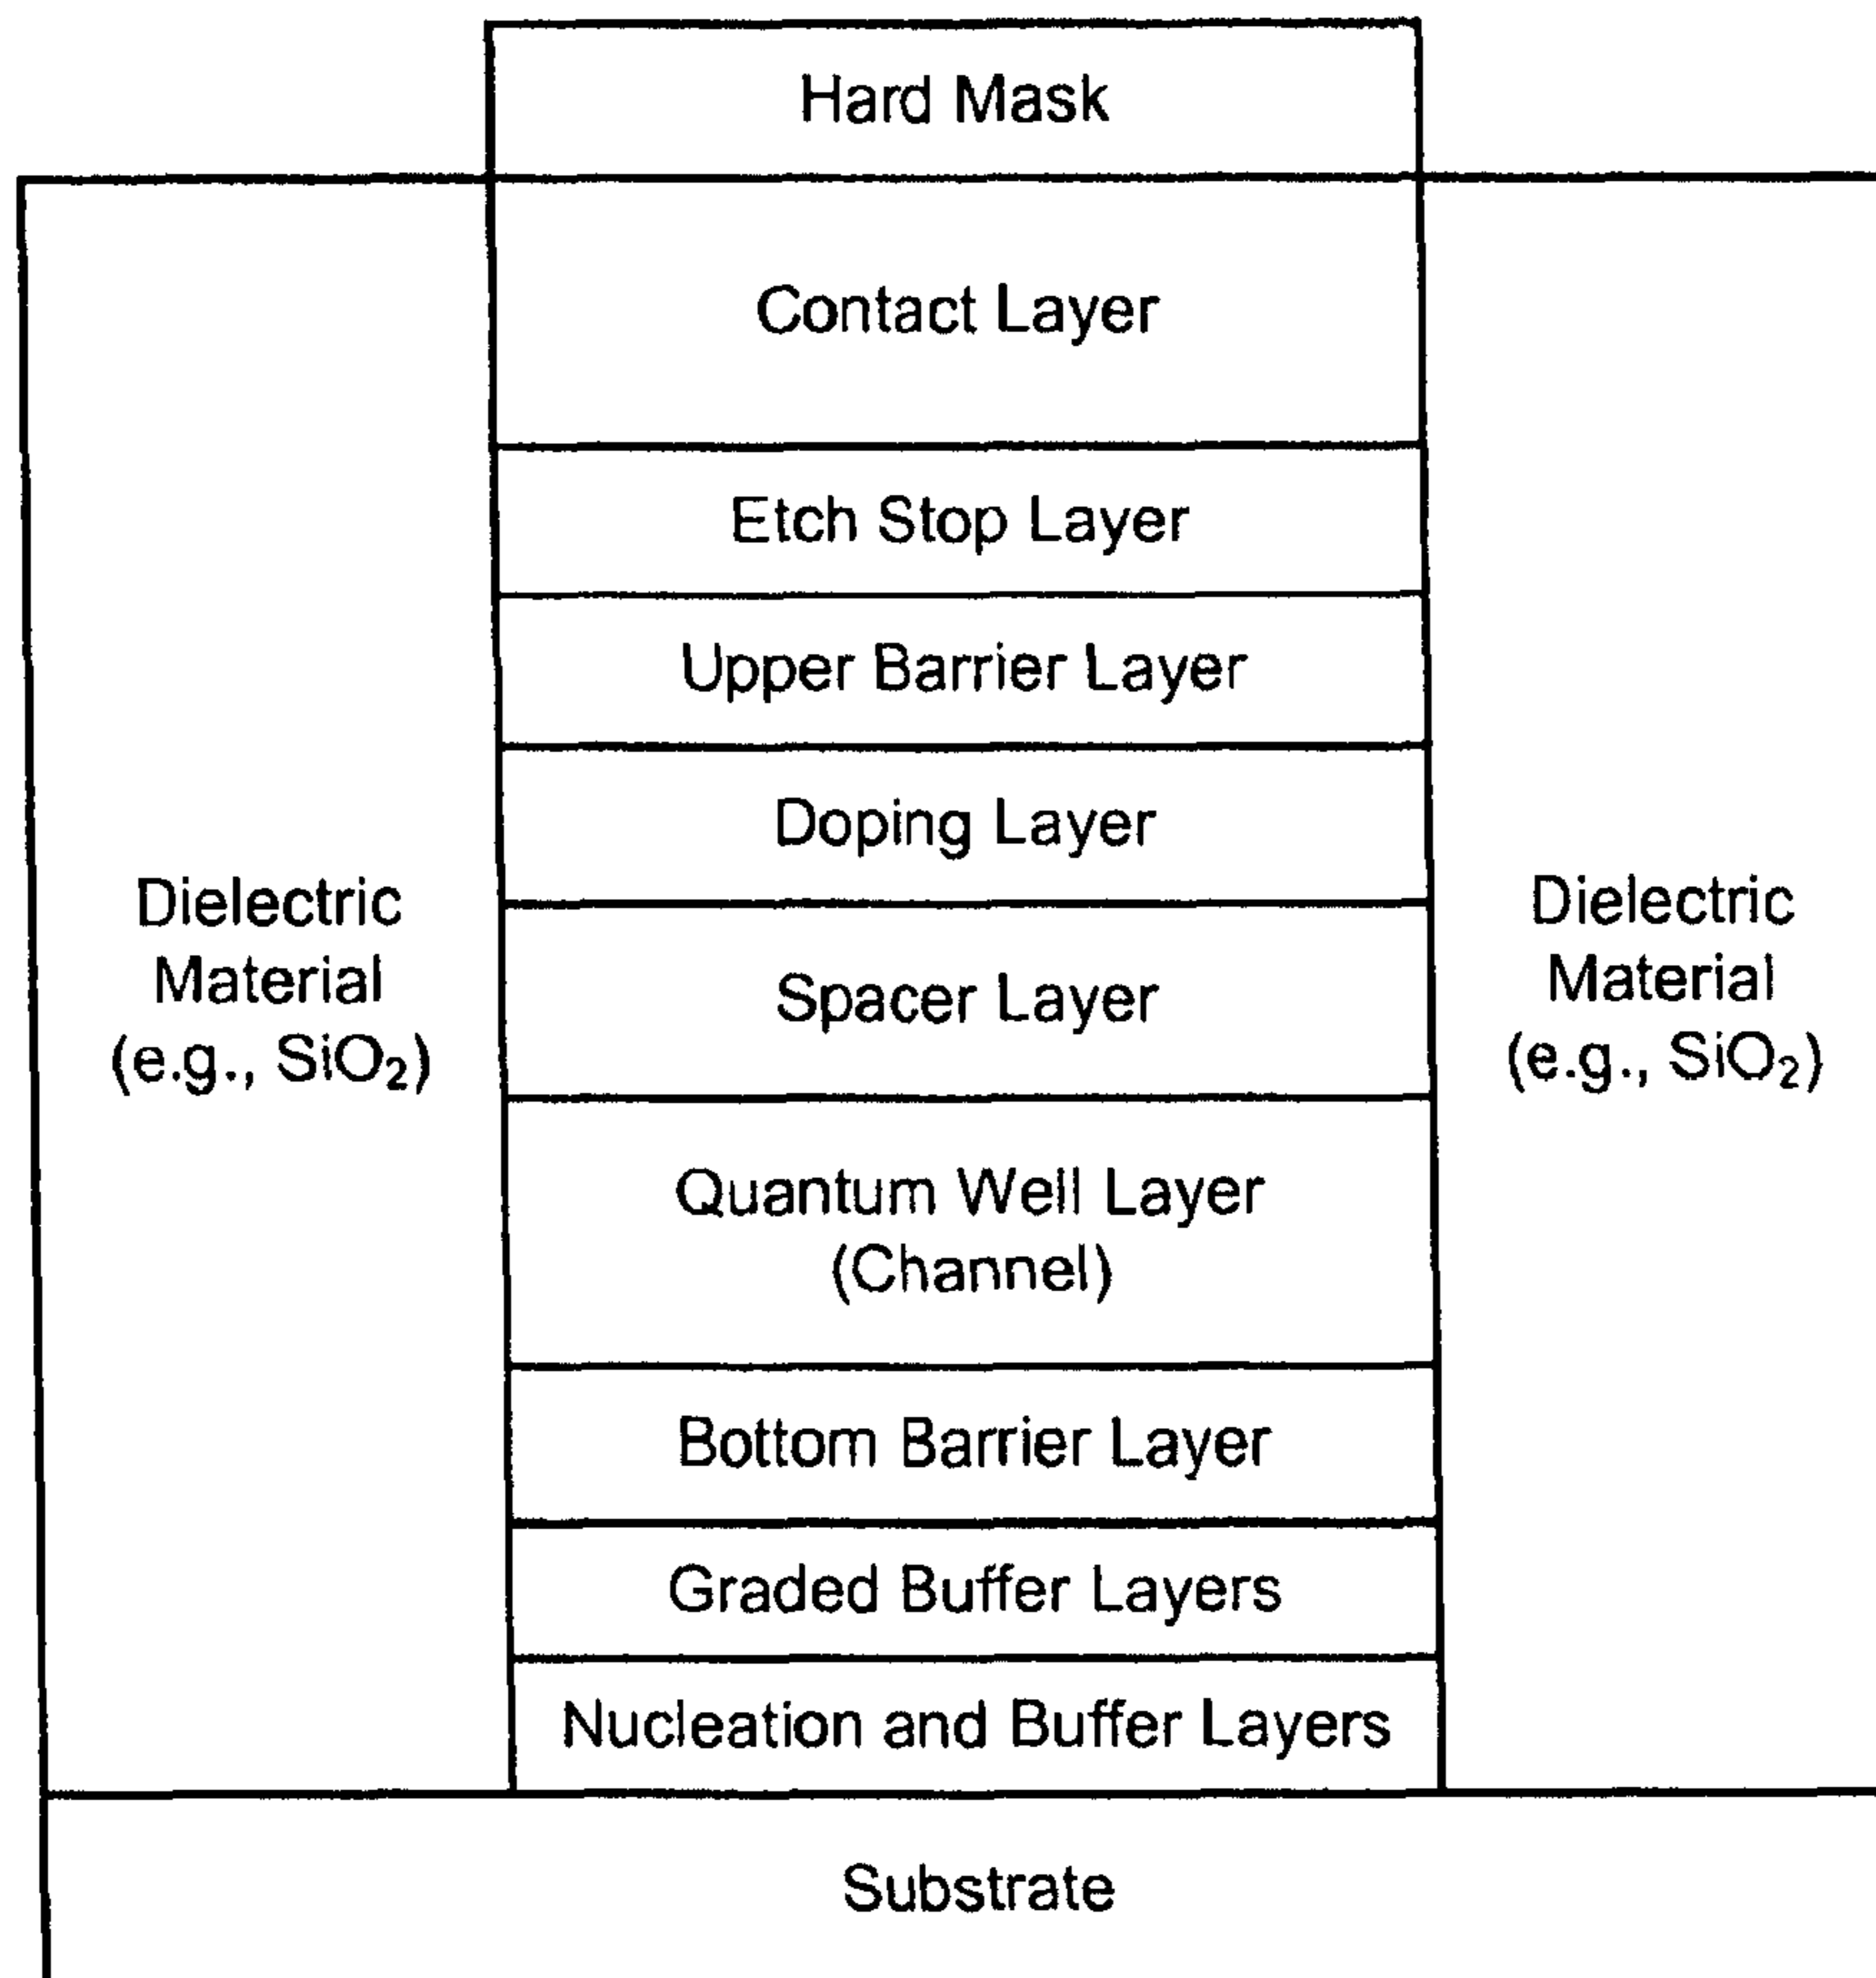 Hard Mask
Contact Layer
Etch Stop Layer
Upper Barrier Layer
Doping Layer
Dielectric
Material
(e.g., SiO₂)
Spacer Layer
Dielectric
Material
(e.g., SiO₂)
Quantum Well Layer
(Channel)
Bottom Barrier Layer
Graded Buffer Layers
Nucleation and Buffer Layers
Substrate